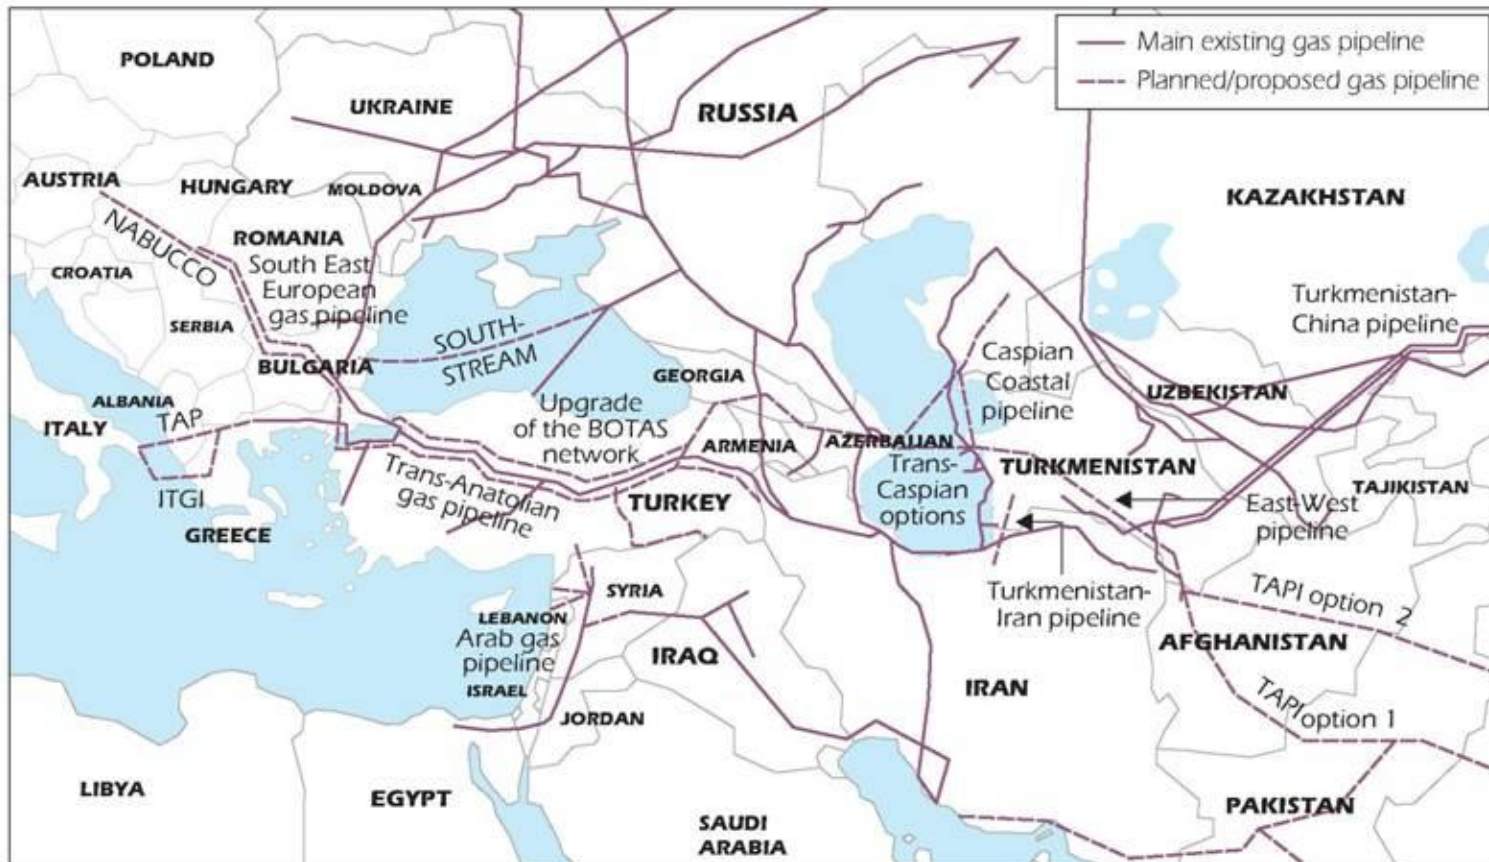 Main existing gas pipeline
Planned/proposed gas pipeline
POLAND
UKRAINE
RUSSIA
AUSTRIA
HUNGARY
MOLDOVA
KAZAKHSTAN
NABUCCO
ROMANIA
CROATIA
South East
European
gas pipeline
Turkmenistan-
China pipeline
SERBIA
SOUTH-
STREAM
BULGARIA
GEORGIA
Caspian
Coastal
pipeline
UZBEKISTAN
ALBANIA
TAP
ITALY
Upgrade
of the BOTAS
network
ARMENIA
AZERBAIJAN
Trans-
Caspian
options
TURKMENISTAN
TAJIKISTAN
ITGI
GREECE
Trans-Anatolian
gas pipeline
TURKEY
East-West
pipeline
SYRIA
LEBANON
Turkmenistan-
Iran pipeline
TAPI option 2
Arab gas
pipeline
IRAQ
AFGHANISTAN
ISRAEL
IRAN
JORDAN
TAPI option 1
LIBYA
EGYPT
SAUDI
ARABIA
PAKISTAN